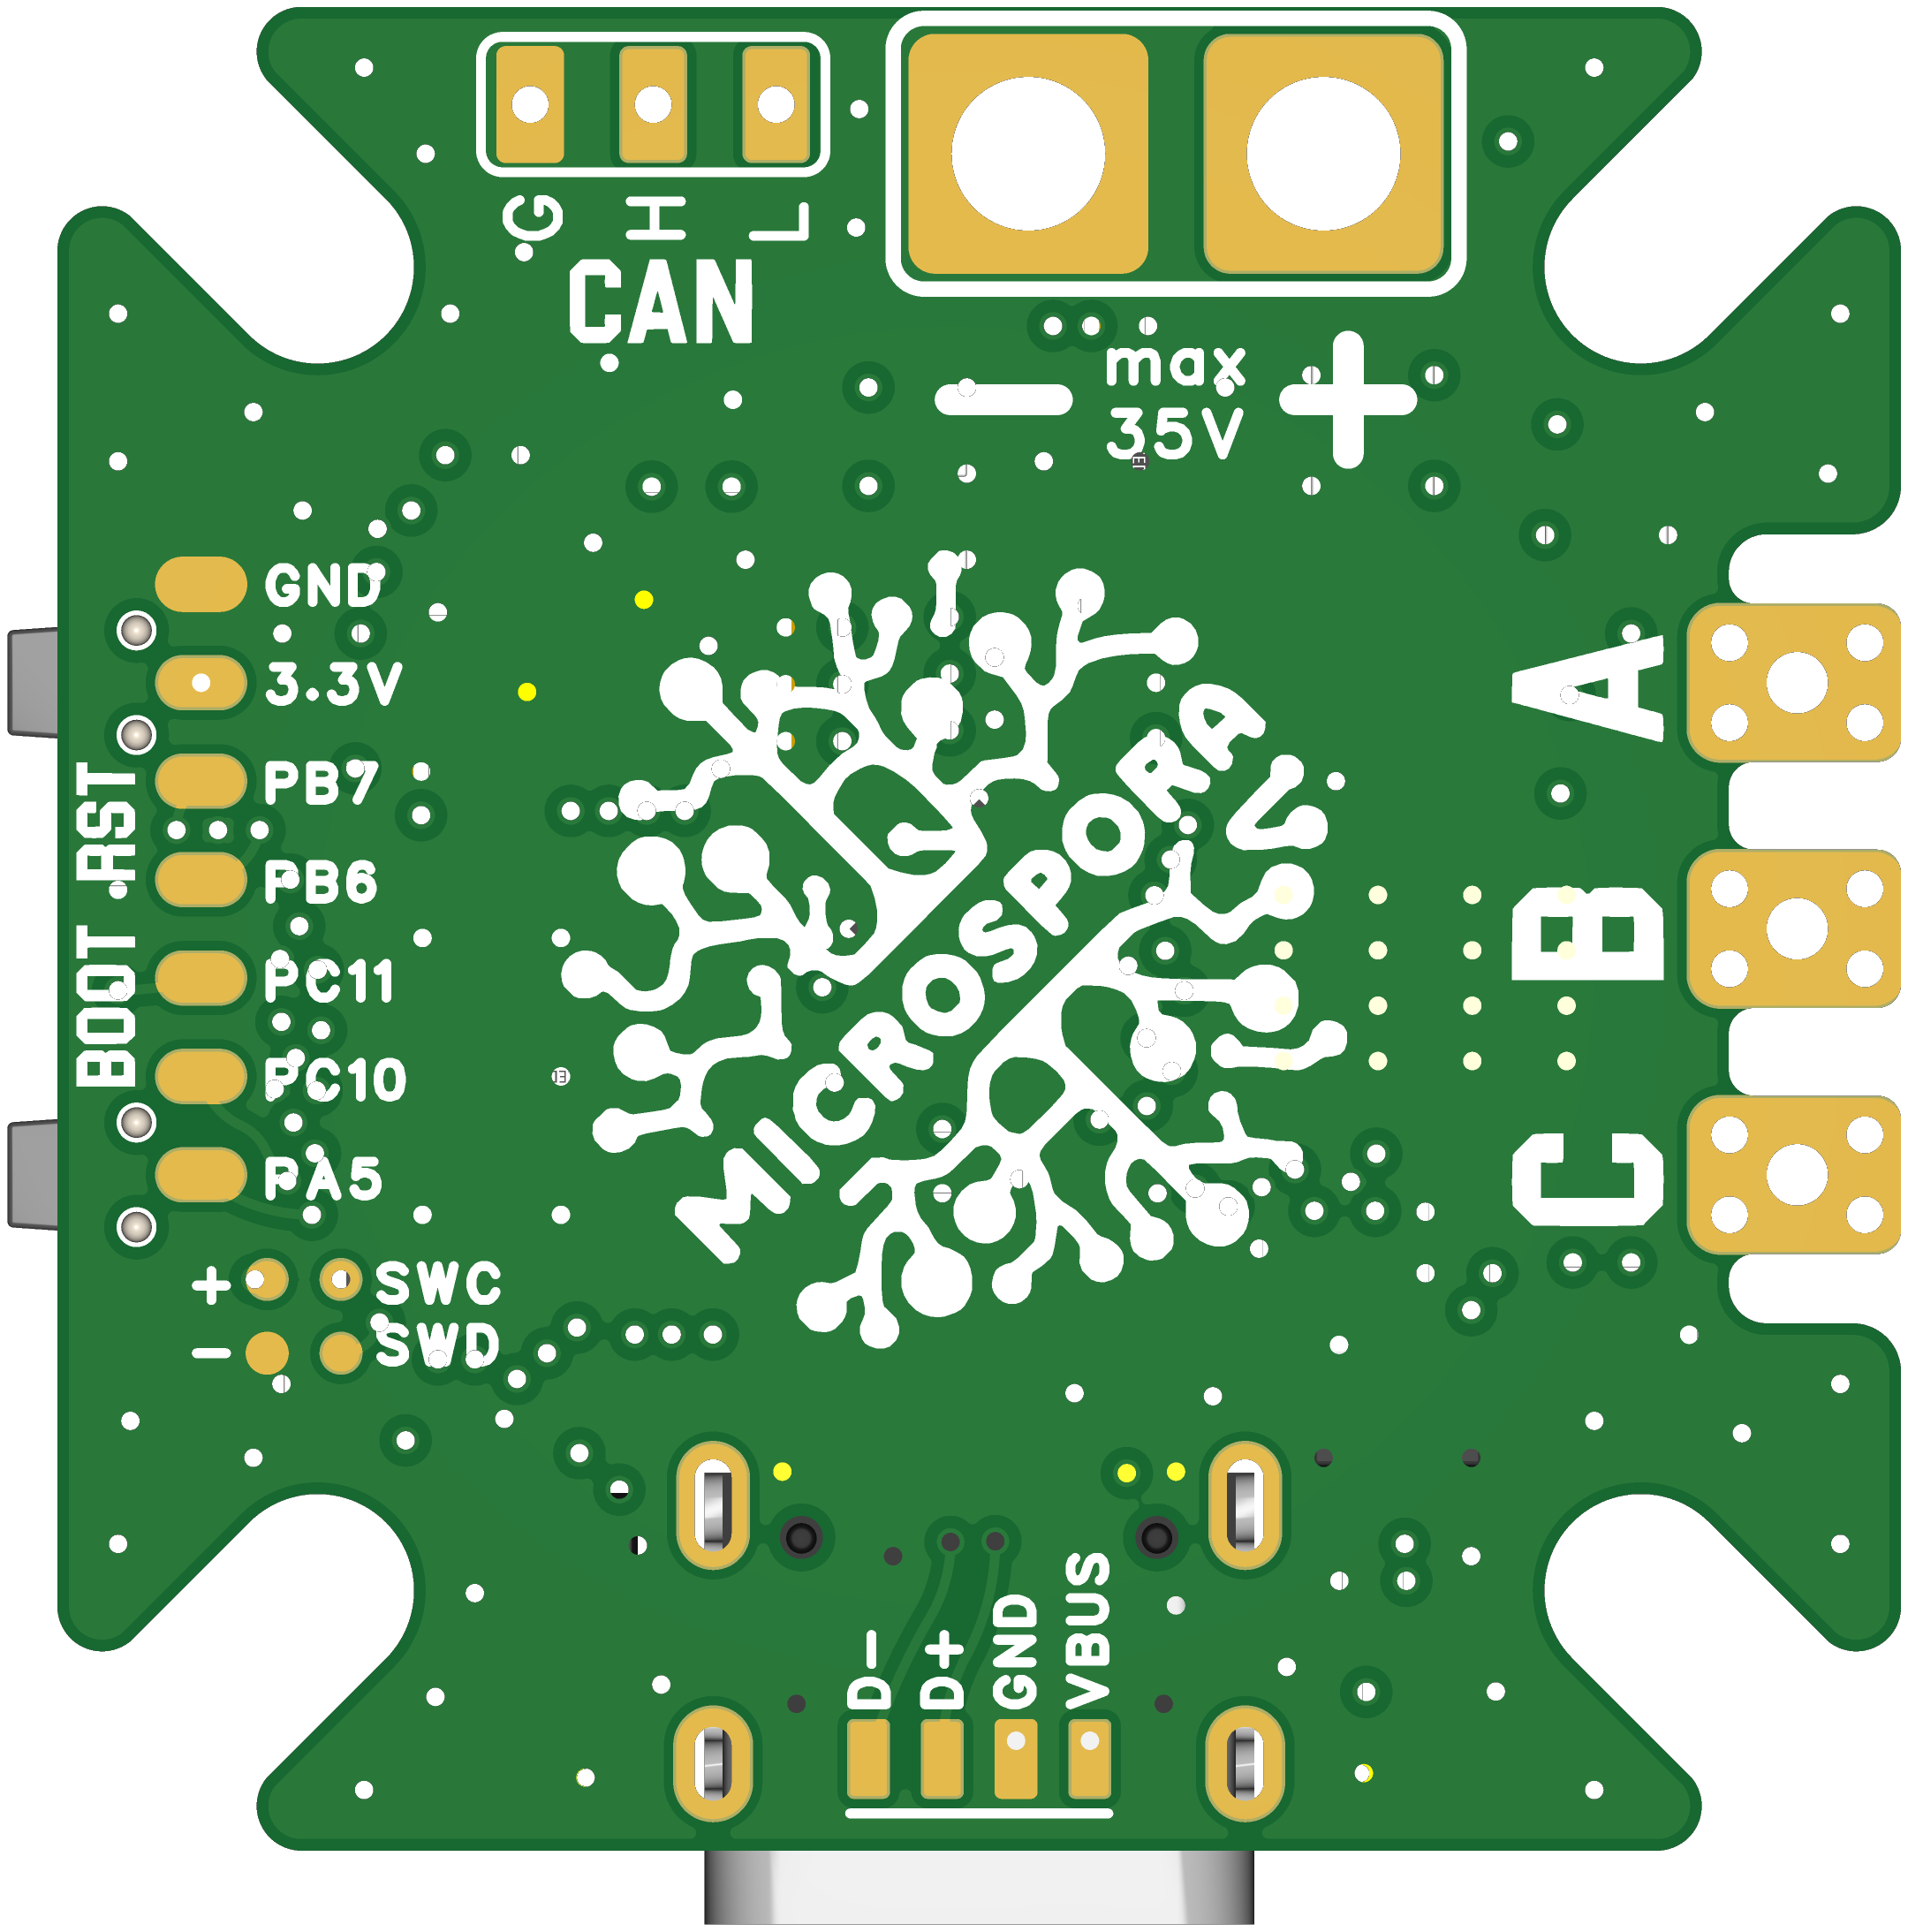 G H L
CAN
max
35V
− +
GND
3.3V
PB7
PB6
PC11
PC10
PA5
RST
BOOT
MICROSPORA
A
B
C
+ SWC
− SWD
D−
D+
GND
VBUS